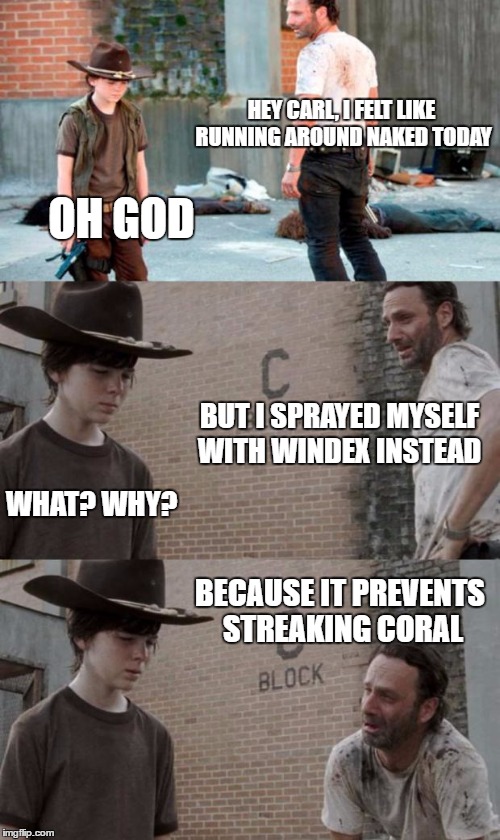 HEY CARL, I FELT LIKE
RUNNING AROUND NAKED TODAY
OH GOD
C
BUT I SPRAYED MYSELF
WITH WINDEX INSTEAD
WHAT? WHY?
BECAUSE IT PREVENTS
STREAKING CORAL
BLOCK
imgflip.com